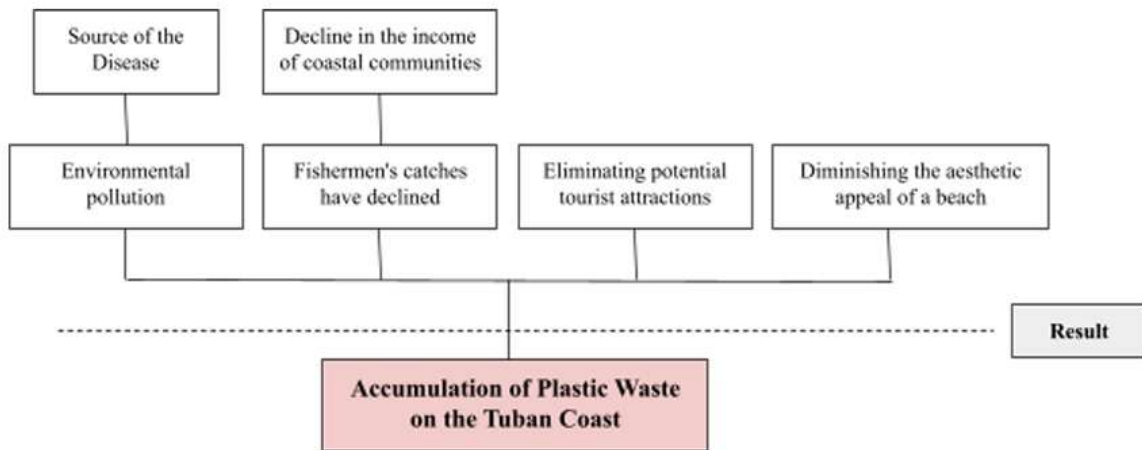 Source of the
Disease
Decline in the income
of coastal communities
Environmental
pollution
Fishermen's catches
have declined
Eliminating potential
tourist attractions
Diminishing the aesthetic
appeal of a beach
Result
Accumulation of Plastic Waste
on the Tuban Coast